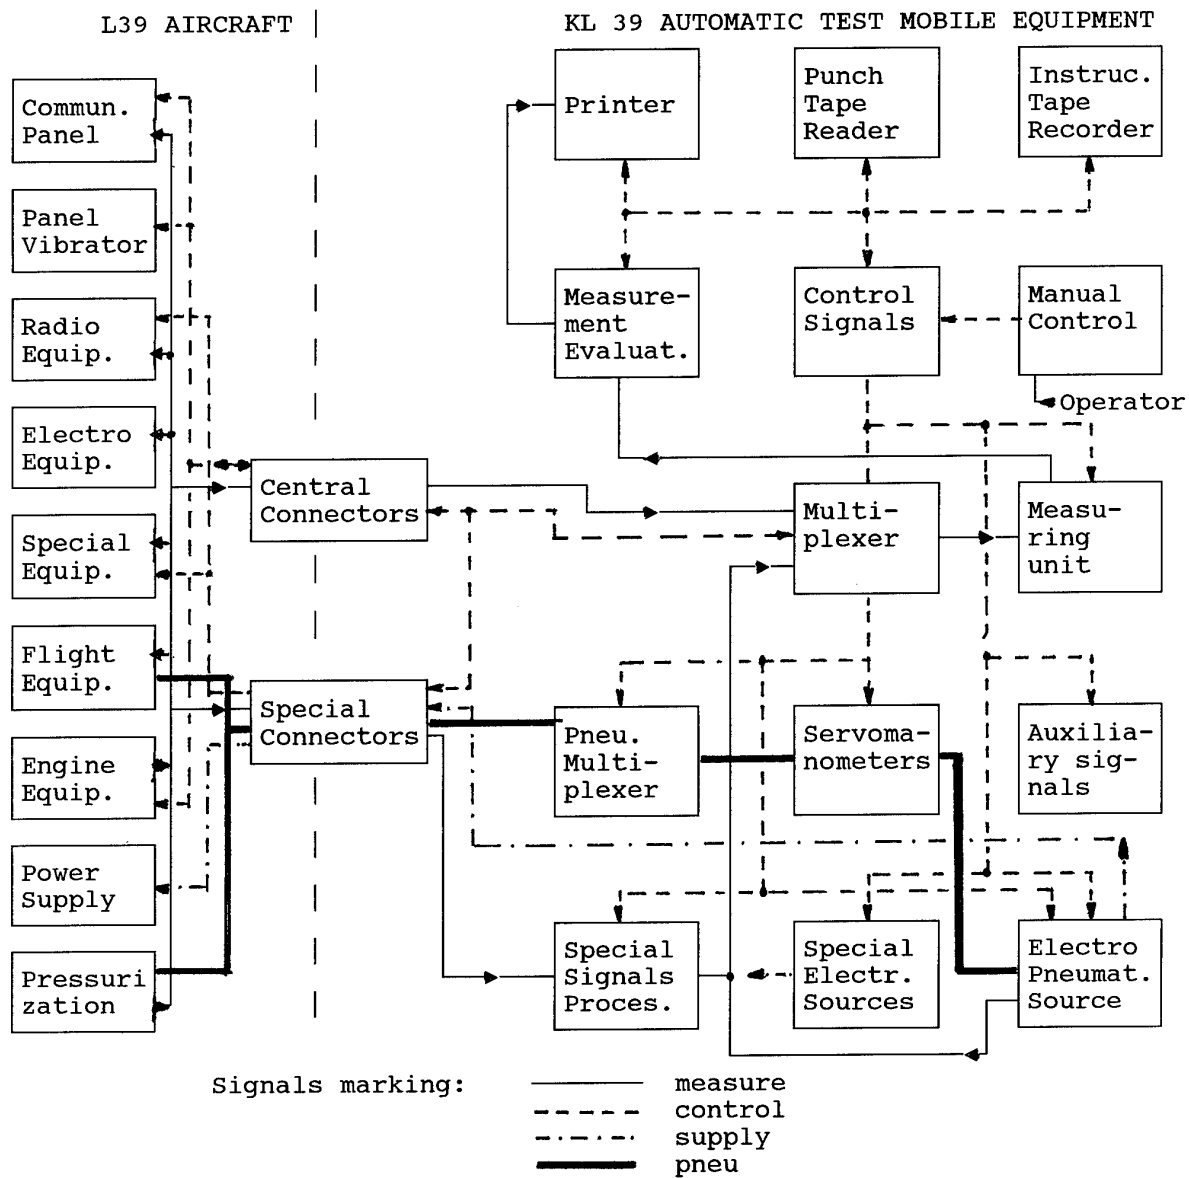 L39 AIRCRAFT
KL 39 AUTOMATIC TEST MOBILE EQUIPMENT
Commun.
Panel
Panel
Vibrator
Radio
Equip.
Electro
Equip.
Special
Equip.
Flight
Equip.
Engine
Equip.
Power
Supply
Pressuri
zation
Central
Connectors
Special
Connectors
Printer
Punch
Tape
Reader
Instruc.
Tape
Recorder
Measure-
ment
Evaluat.
Control
Signals
Manual
Control
Operator
Multi-
plexer
Measu-
ring
unit
Pneu.
Multi-
plexer
Servoma-
nometers
Auxilia-
ry sig-
nals
Special
Signals
Proces.
Special
Electr.
Sources
Electro
Pneumat.
Source
Signals marking:
measure
control
supply
pneu